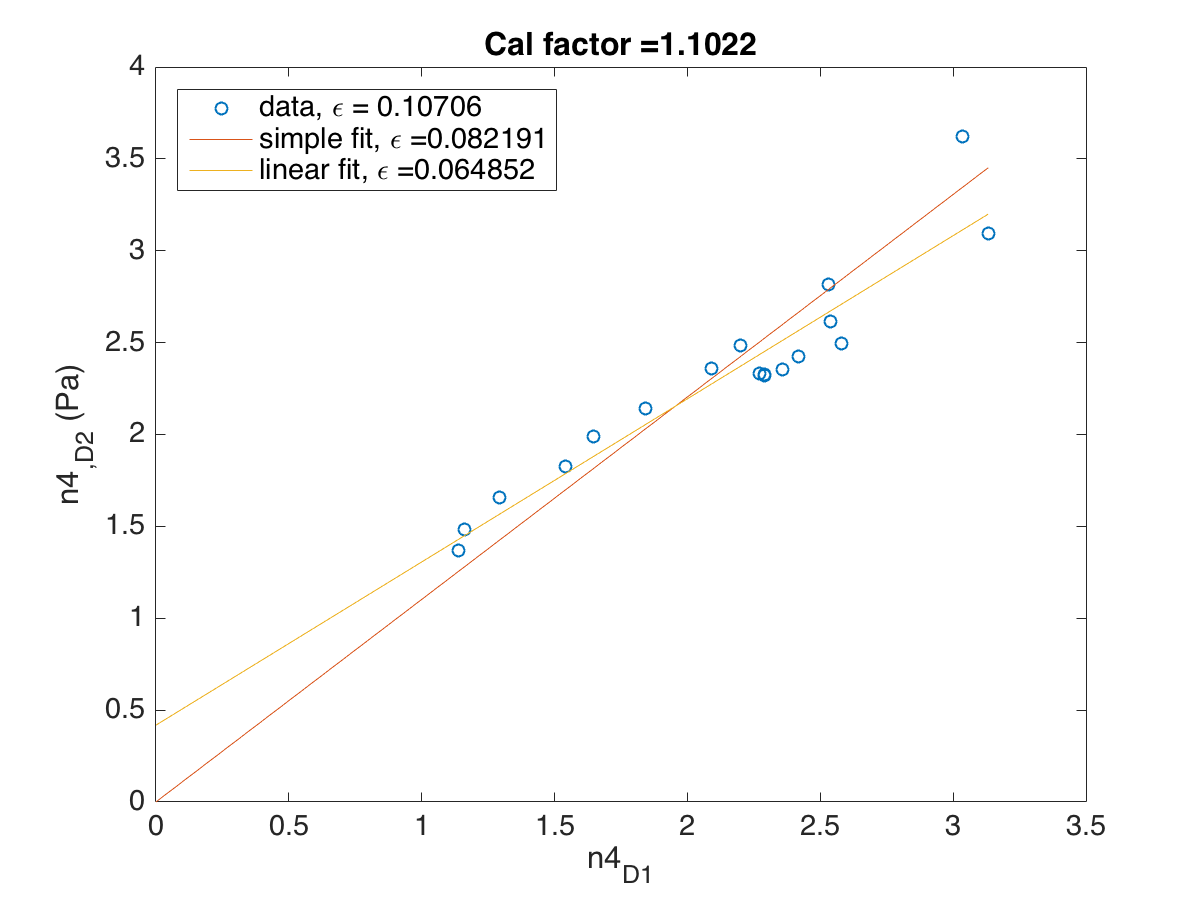 Cal factor =1.1022
data, ϵ = 0.10706
simple fit, ϵ =0.082191
linear fit, ϵ =0.064852
4
3.5
3
2.5
2
1.5
1
0.5
0
n4,D2 (Pa)
0 0.5 1 1.5 2 2.5 3 3.5
n4D1